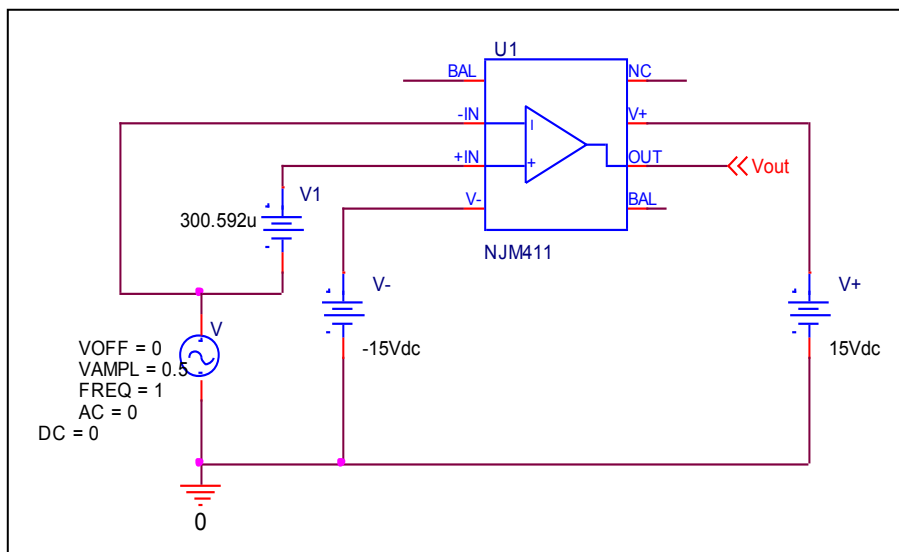 U1
BAL
NC
-IN
V+
+IN
OUT
Vout
V-
BAL
NJM411
V1
300.592u
V-
-15Vdc
V+
15Vdc
V
VOFF = 0
VAMPL = 0.5
FREQ = 1
AC = 0
DC = 0
0